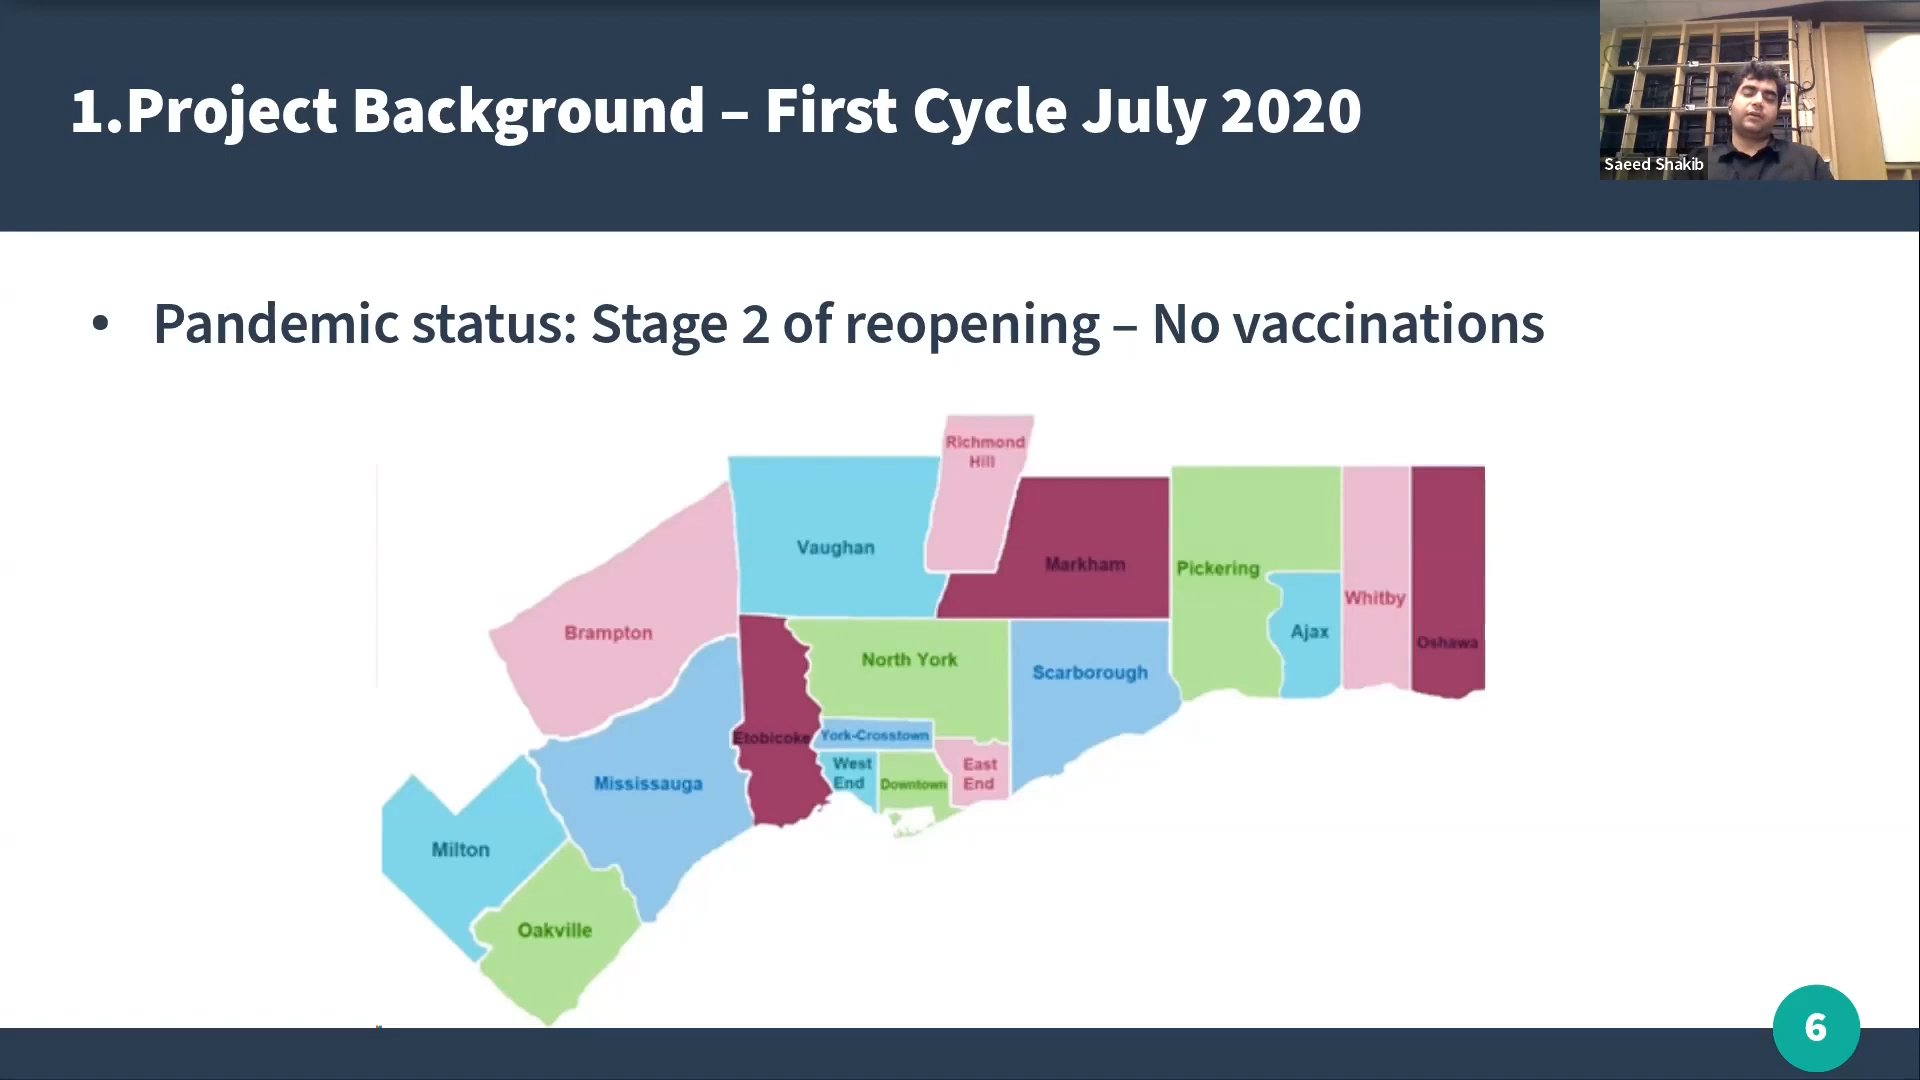 1.Project Background – First Cycle July 2020
Saeed Shakib
• Pandemic status: Stage 2 of reopening – No vaccinations
Richmond
Hill
Vaughan
Markham
Pickering
Whitby
Brampton
Ajax
Oshawa
North York
Scarborough
Etobicoke
York-Crosstown
West
End
Downtown
East
End
Mississauga
Milton
Oakville
6